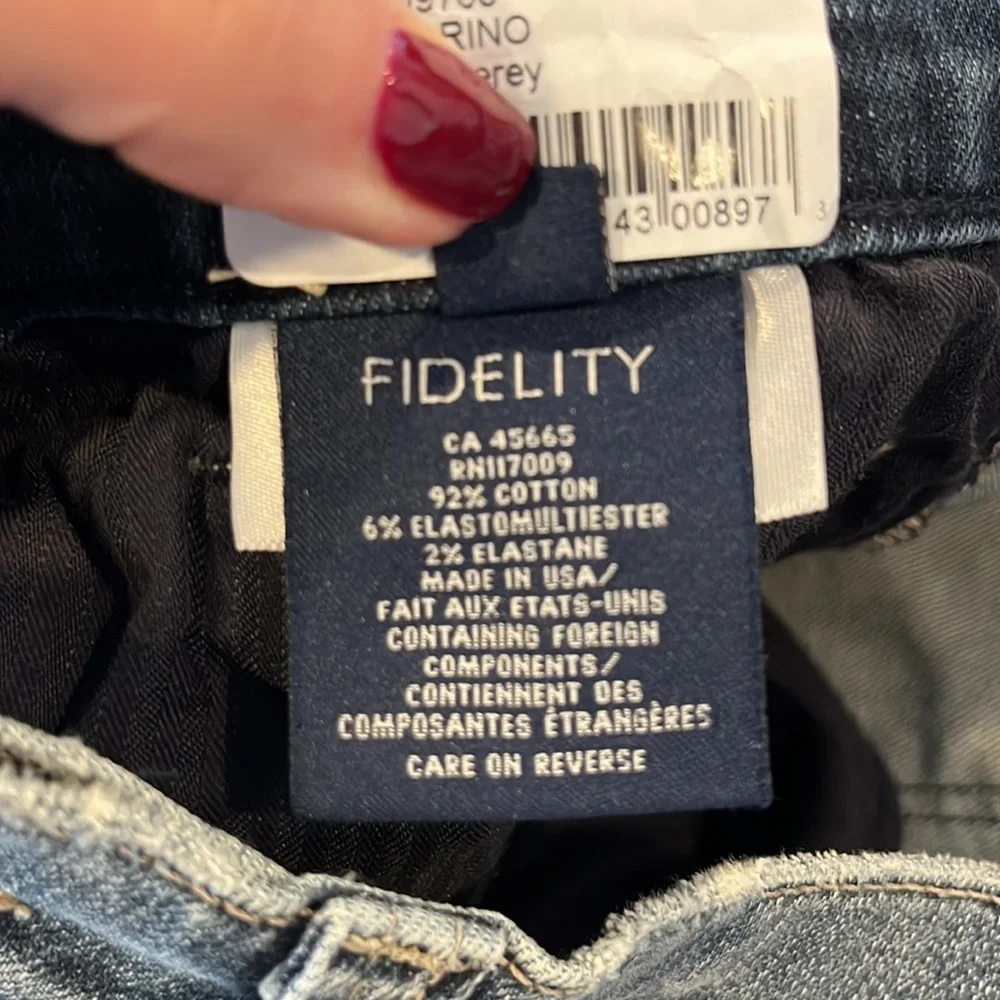 RINO
43 00897
FIDELITY
CA 45665
RN117009
92% COTTON
6% ELASTOMULTIESTER
2% ELASTANE
MADE IN USA/
FAIT AUX ETATS-UNIS
CONTAINING FOREIGN
COMPONENTS/
CONTIENNENT DES
COMPOSANTES ÉTRANGÈRES
CARE ON REVERSE